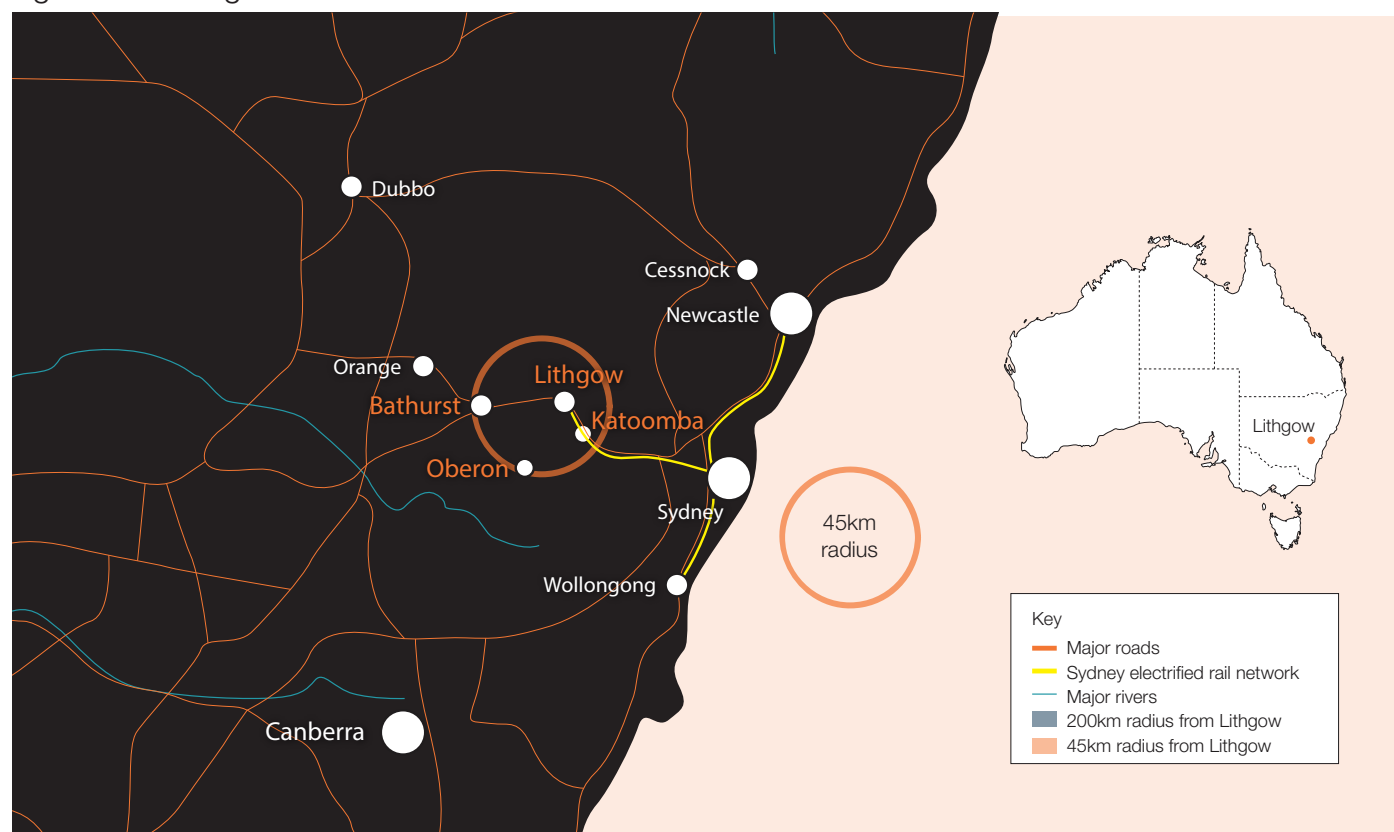 Dubbo
Cessnock
Newcastle
Orange
Lithgow
Bathurst
Katoomba
Oberon
Sydney
Wollongong
Canberra
45km
radius
Lithgow
Key
Major roads
Sydney electrified rail network
Major rivers
200km radius from Lithgow
45km radius from Lithgow